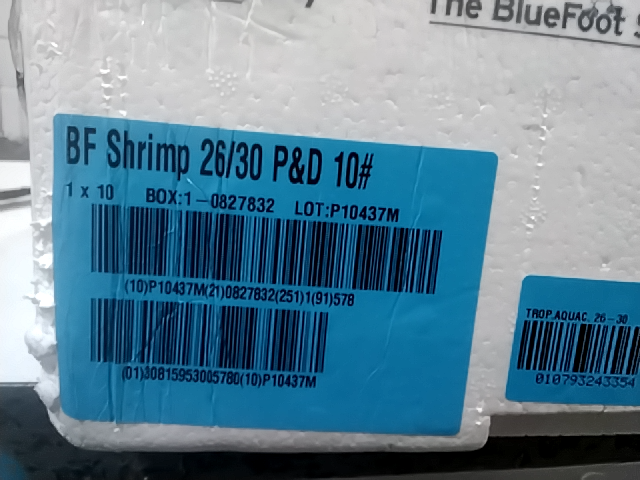 The BlueFoot
BF Shrimp 26/30 P&D 10#
1 x 10 BOX:1-0827832 LOT:P10437M
(10)P10437M(21)0827832(251)1(91)578
(01)30815953005780(10)P10437M
TROP.AQUAC. 26-30
010793243354